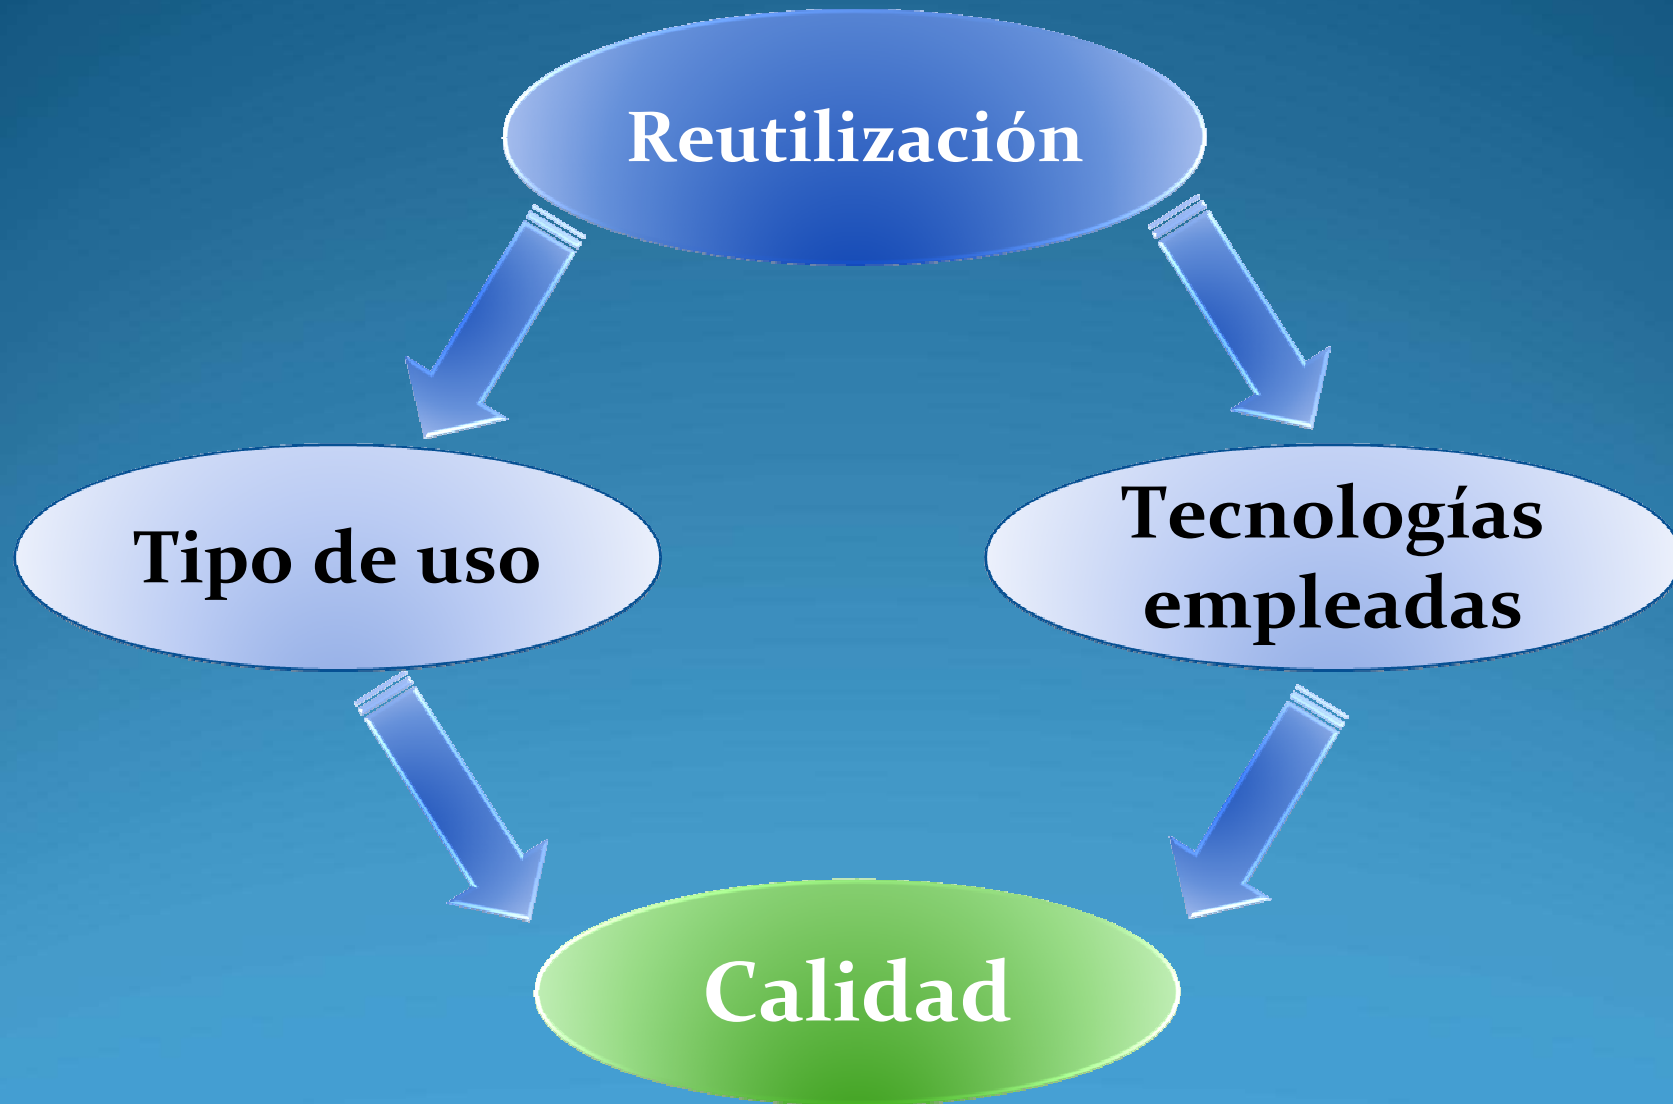 Reutilización
Tipo de uso
Tecnologías
empleadas
Calidad